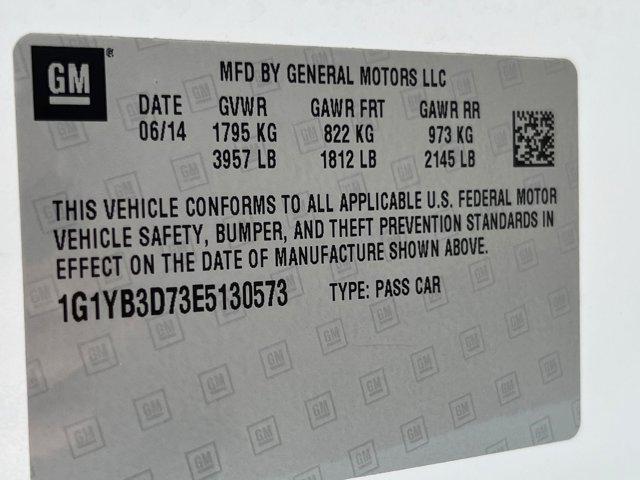 GM
MFD BY GENERAL MOTORS LLC
DATE GVWR GAWR FRT GAWR RR
06/14 1795 KG 822 KG 973 KG
3957 LB 1812 LB 2145 LB
THIS VEHICLE CONFORMS TO ALL APPLICABLE U.S. FEDERAL MOTOR
VEHICLE SAFETY, BUMPER, AND THEFT PREVENTION STANDARDS IN
EFFECT ON THE DATE OF MANUFACTURE SHOWN ABOVE.
1G1YB3D73E5130573 TYPE: PASS CAR